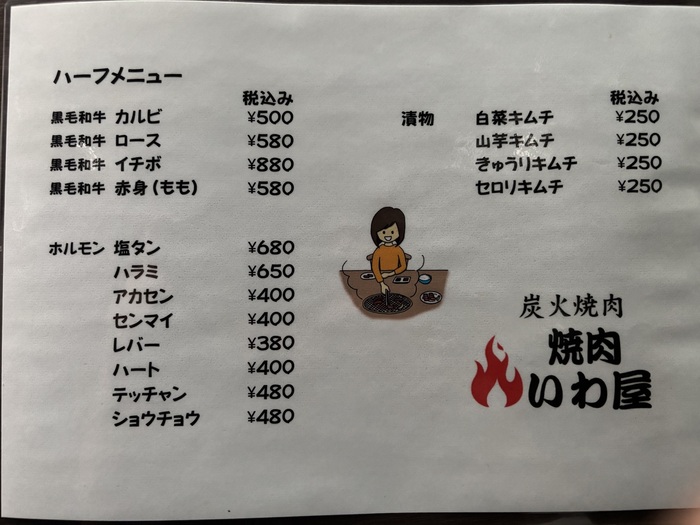 ハーフメニュー
税込み
黒毛和牛 カルビ ¥500
黒毛和牛 ロース ¥580
黒毛和牛 イチボ ¥880
黒毛和牛 赤身(もも) ¥580
ホルモン 塩タン ¥680
ハラミ ¥650
アカセン ¥400
センマイ ¥400
レバー ¥380
ハート ¥400
テッチャン ¥480
ショウチョウ ¥480
税込み
漬物 白菜キムチ ¥250
山芋キムチ ¥250
きゅうりキムチ ¥250
セロリキムチ ¥250
炭火焼肉
焼肉
いわ屋